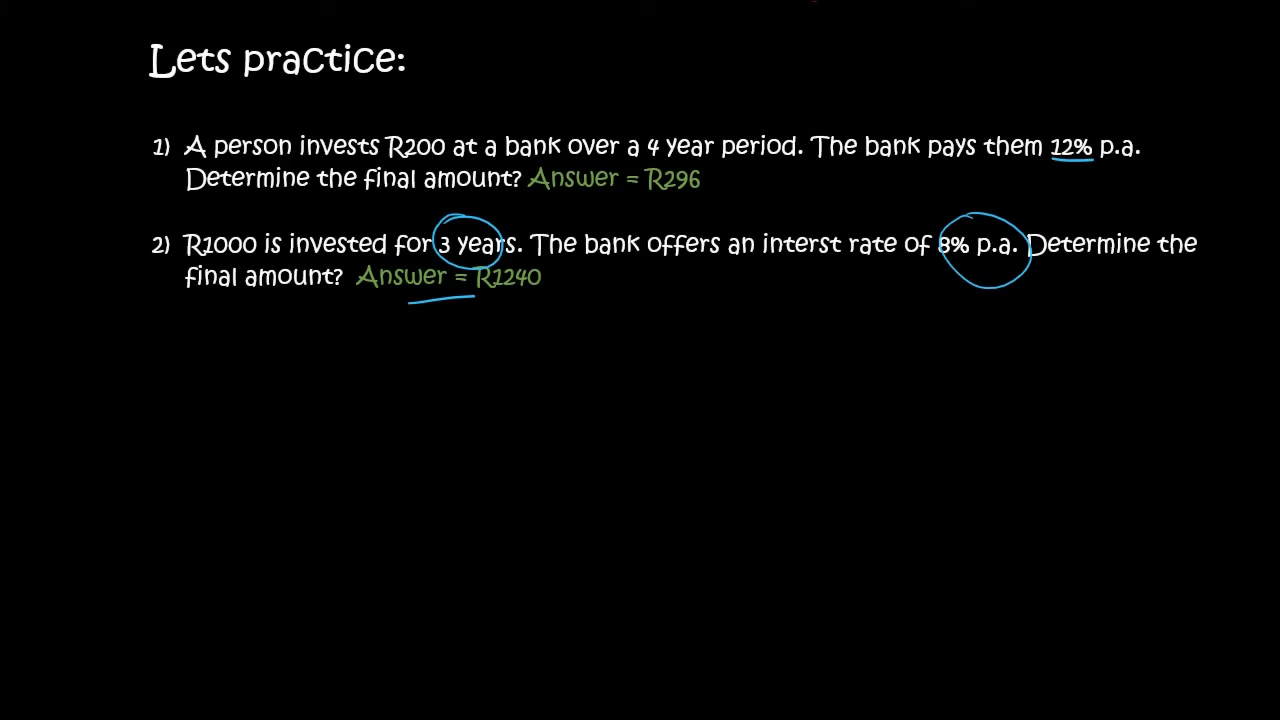 Lets practice:
1) A person invests R200 at a bank over a 4 year period. The bank pays them 12% p.a.
Determine the final amount? Answer = R296
2) R1000 is invested for 3 years. The bank offers an interst rate of 8% p.a. Determine the
final amount? Answer = R1240